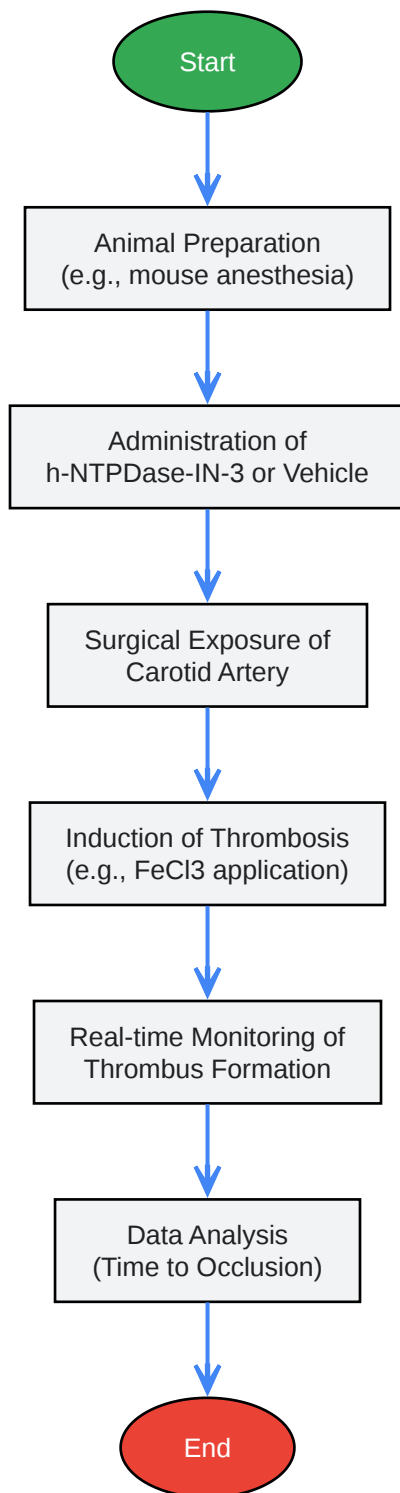 Start
Animal Preparation
(e.g., mouse anesthesia)
Administration of
h-NTPDase-IN-3 or Vehicle
Surgical Exposure of
Carotid Artery
Induction of Thrombosis
(e.g., FeCl3 application)
Real-time Monitoring of
Thrombus Formation
Data Analysis
(Time to Occlusion)
End